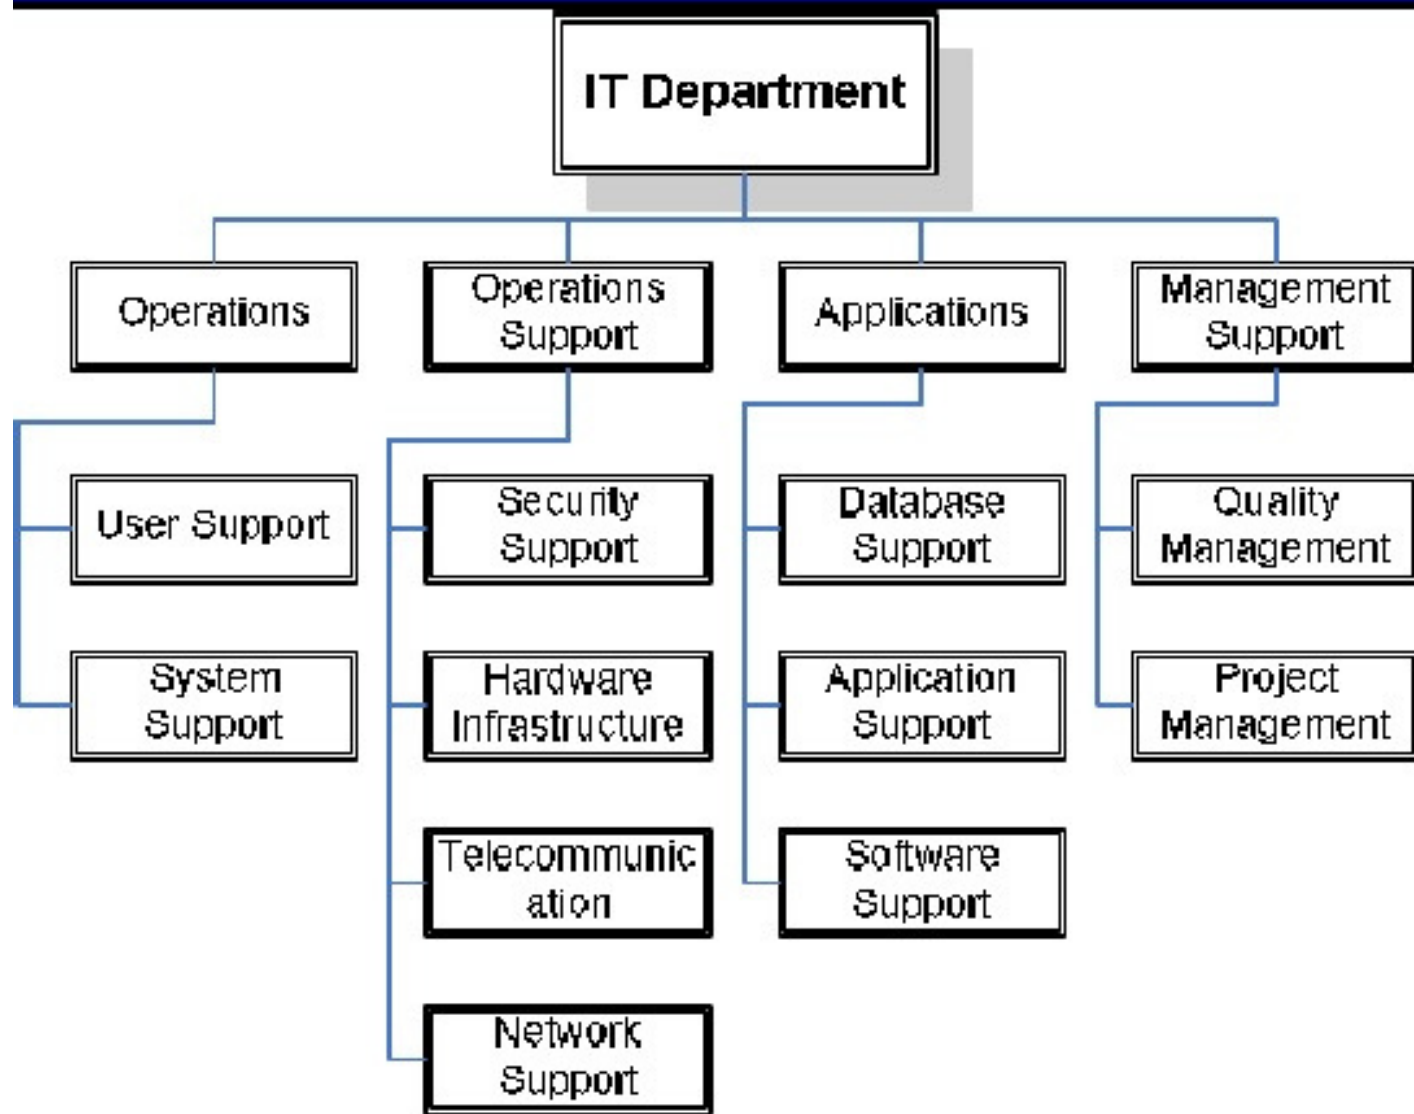 IT Department
Operations
Operations
Support
Applications
Management
Support
User Support
Security
Support
Database
Support
Quality
Management
System
Support
Hardware
Infrastructure
Application
Support
Project
Management
Telecommunic
ation
Software
Support
Network
Support